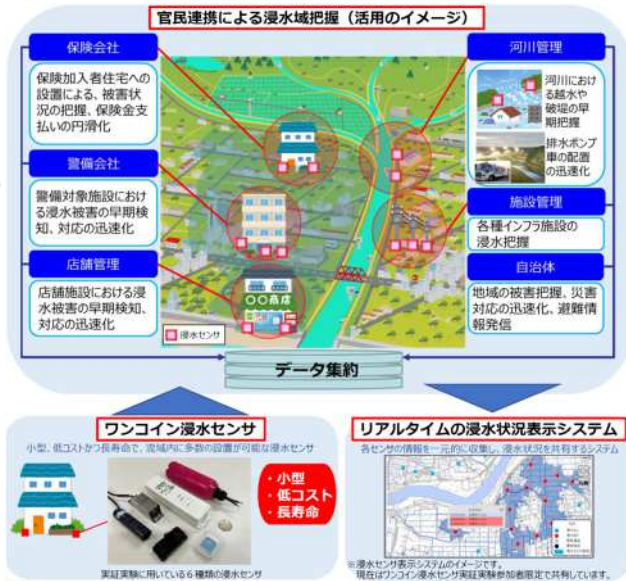 官民連携による浸水域把握（活用のイメージ）
保険会社
保険加入者住宅への
設置による、被害状
況の把握、保険金支
払いの円滑化
警備会社
警備対象施設における
浸水被害の早期検
知、対応の迅速化
店舗管理
店舗施設における浸
水被害の早期検知、
対応の迅速化
〇〇商店
浸水センサ
河川管理
河川におけ
る越水や
破堤の早
期把握
排水ポンプ
車の配置
の迅速化
施設管理
各種インフラ施設の
浸水把握
自治体
地域の被害把握、災害
対応の迅速化、避難情
報発信
データ集約
ワンコイン浸水センサ
小型、低コストかつ長寿命で、流域内に多数の設置が可能な浸水センサ
・小型
・低コスト
・長寿命
実証実験に用いている６種類の浸水センサ
リアルタイムの浸水状況表示システム
各センサの情報を一元的に収集し、浸水状況を共有するシステム
※浸水センサ表示システムのイメージです。
現在はワンコイン浸水センサ実証実験参加者限定で共有しています。